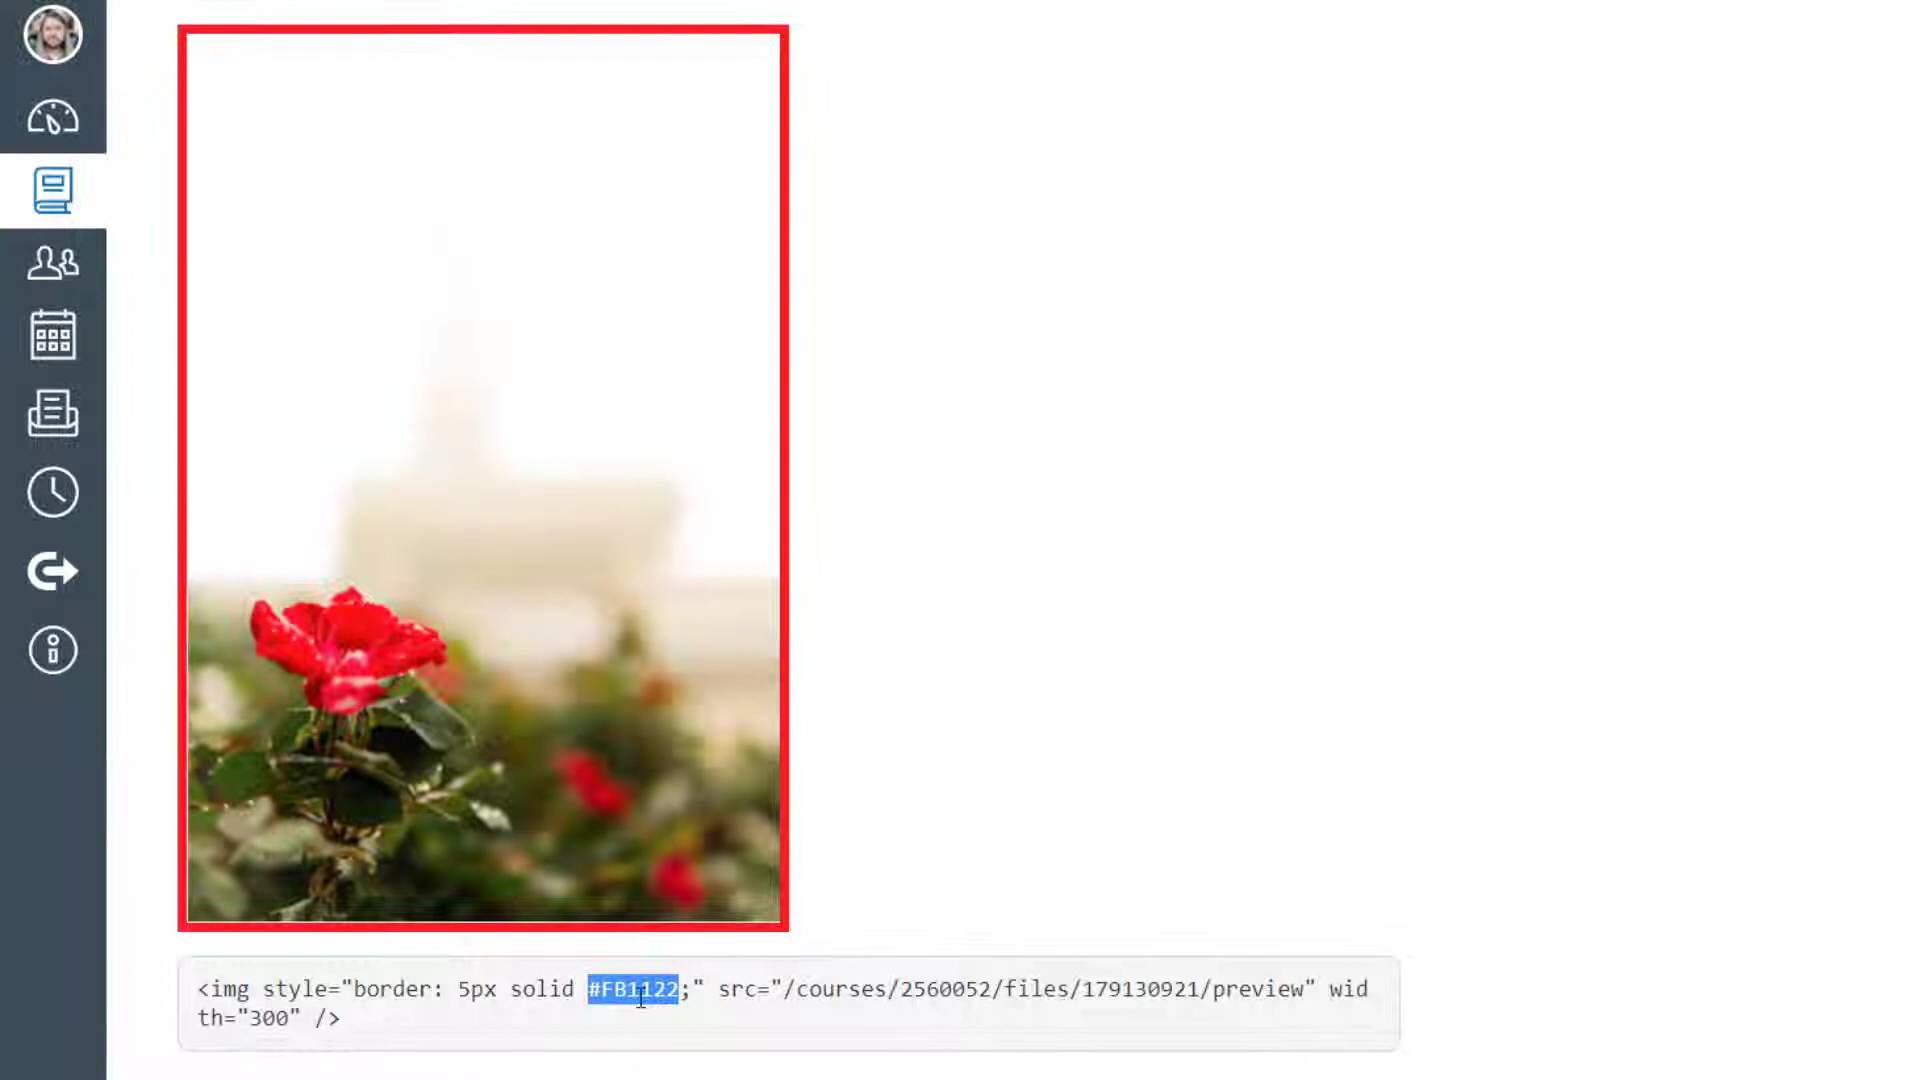 <img style="border: 5px solid #FB1122;" src="/courses/2560052/files/179130921/preview" wid
th="300" />